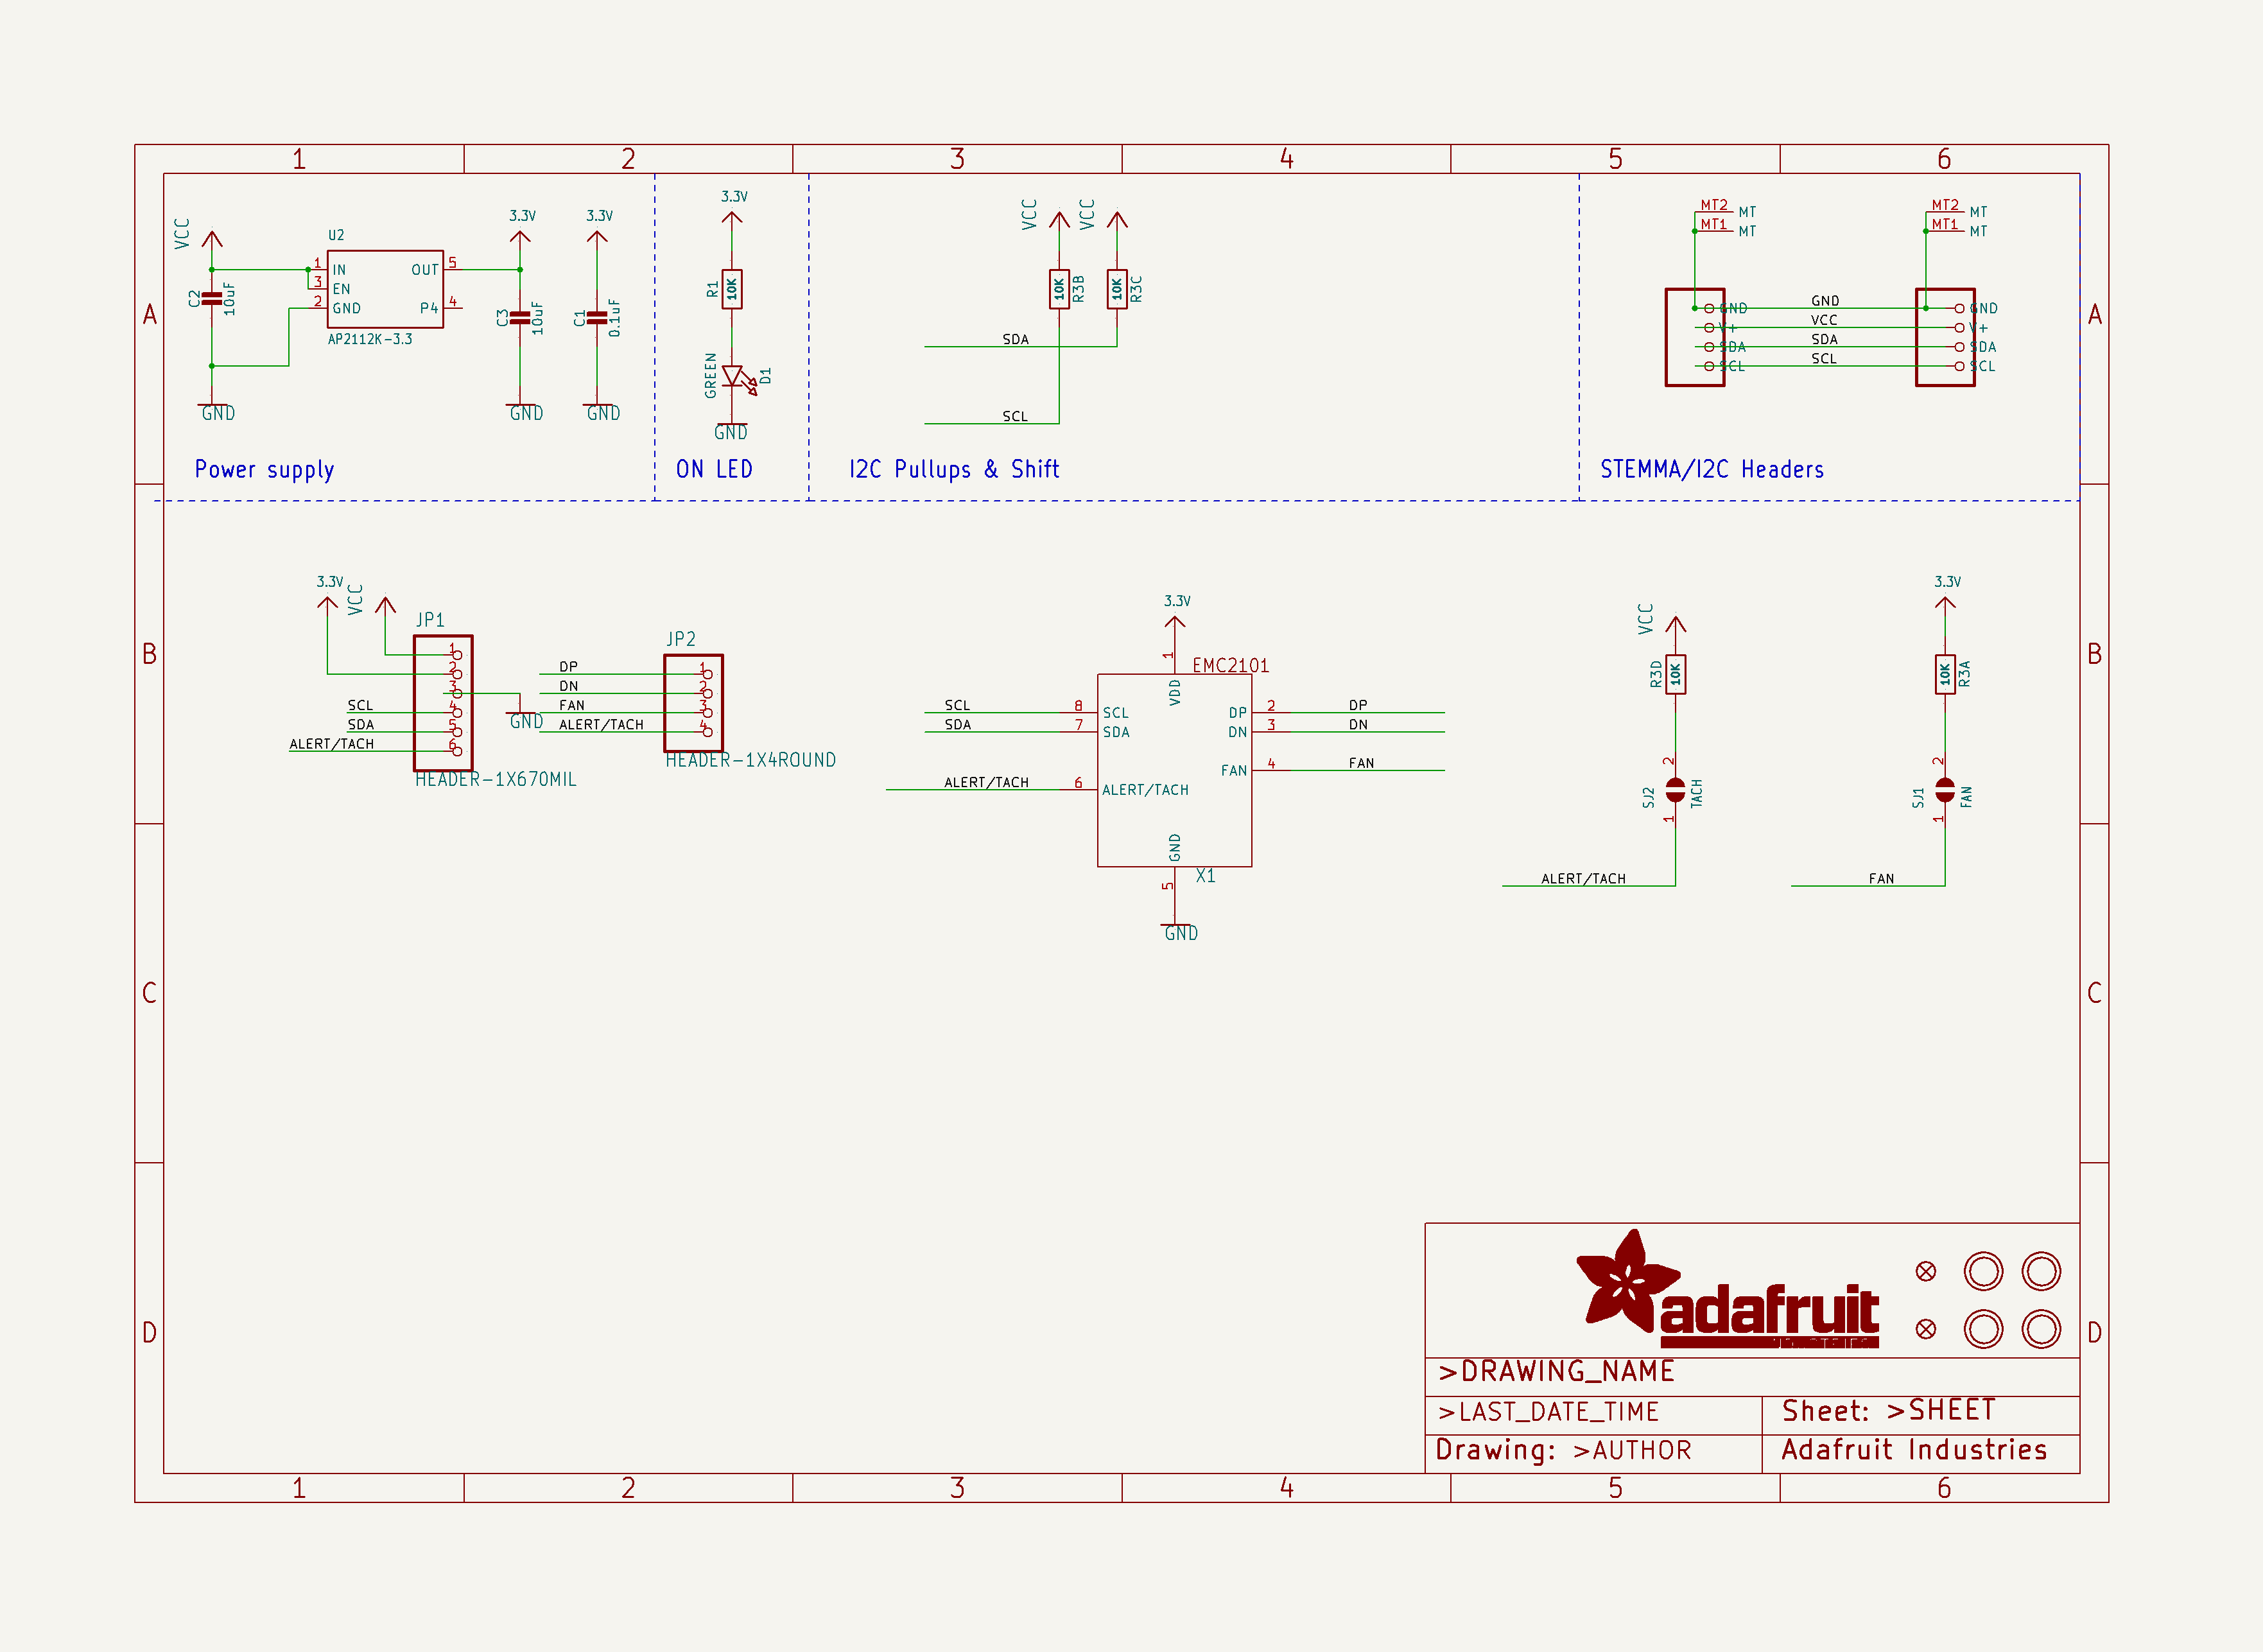 1 2 3 4 5 6
A
VCC
C2
10uF
GND
U2
1 IN
3 EN
2 GND
OUT 5
P4 4
AP2112K-3.3
3.3V
C3
10uF
GND
3.3V
C1
0.1uF
GND
Power supply
3.3V
R1
10K
GREEN
D1
GND
ON LED
VCC
VCC
10K
R3B
10K
R3C
SDA
SCL
I2C Pullups & Shift
MT2 MT
MT1 MT
GND
V+
SDA
SCL
GND
VCC
SDA
SCL
MT2 MT
MT1 MT
GND
V+
SDA
SCL
STEMMA/I2C Headers
A
B
3.3V
VCC
JP1
1
2
3
4
5
6
GND
SCL
SDA
ALERT/TACH
HEADER-1X670MIL
JP2
DP 1
DN 2
FAN 3
ALERT/TACH 4
HEADER-1X4ROUND
3.3V
1
VDD
EMC2101
SCL 8 SCL
SDA 7 SDA
ALERT/TACH 6 ALERT/TACH
DP 2 DP
DN 3 DN
FAN 4 FAN
GND
5
X1
GND
VCC
R3D
10K
2
SJ2
TACH
1
ALERT/TACH
3.3V
10K
R3A
2
SJ1
FAN
1
FAN
B
C
C
D
D
adafruit
>DRAWING_NAME
>LAST_DATE_TIME
Sheet: >SHEET
Drawing: >AUTHOR
Adafruit Industries
1 2 3 4 5 6